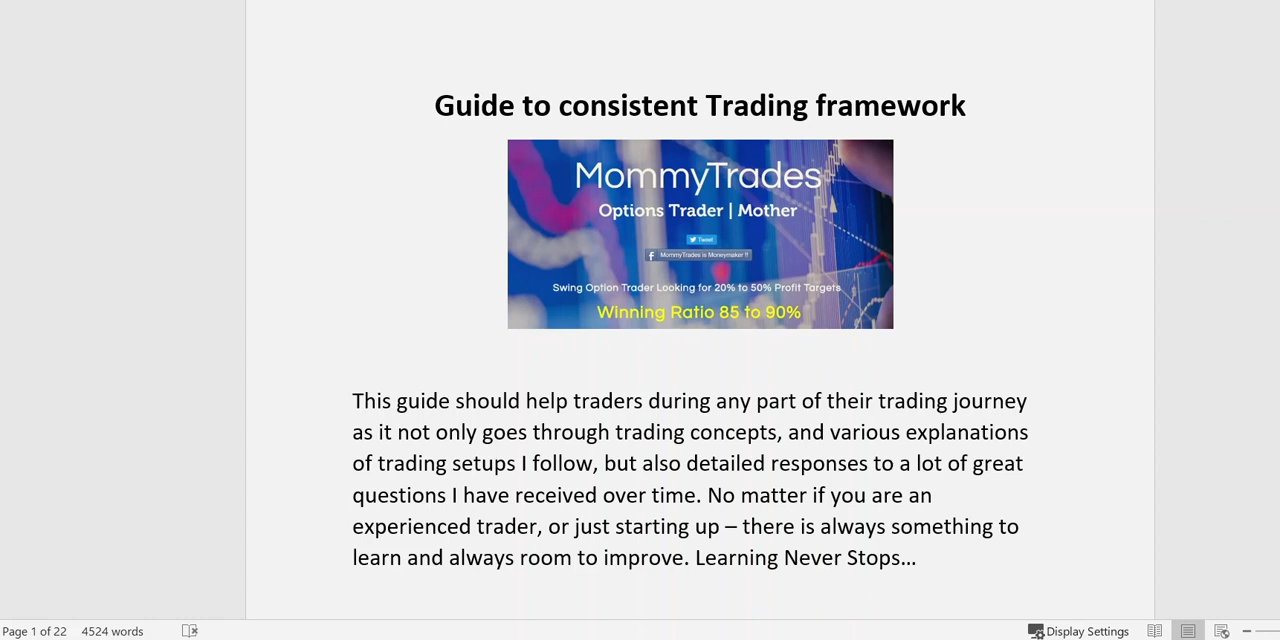 Guide to consistent Trading framework
MommyTrades
Options Trader | Mother
Tweet
MommyTrades is Moneymaker !!
Swing Option Trader Looking for 20% to 50% Profit Targets
Winning Ratio 85 to 90%
This guide should help traders during any part of their trading journey
as it not only goes through trading concepts, and various explanations
of trading setups I follow, but also detailed responses to a lot of great
questions I have received over time. No matter if you are an
experienced trader, or just starting up – there is always something to
learn and always room to improve. Learning Never Stops…
Page 1 of 22 4524 words Display Settings